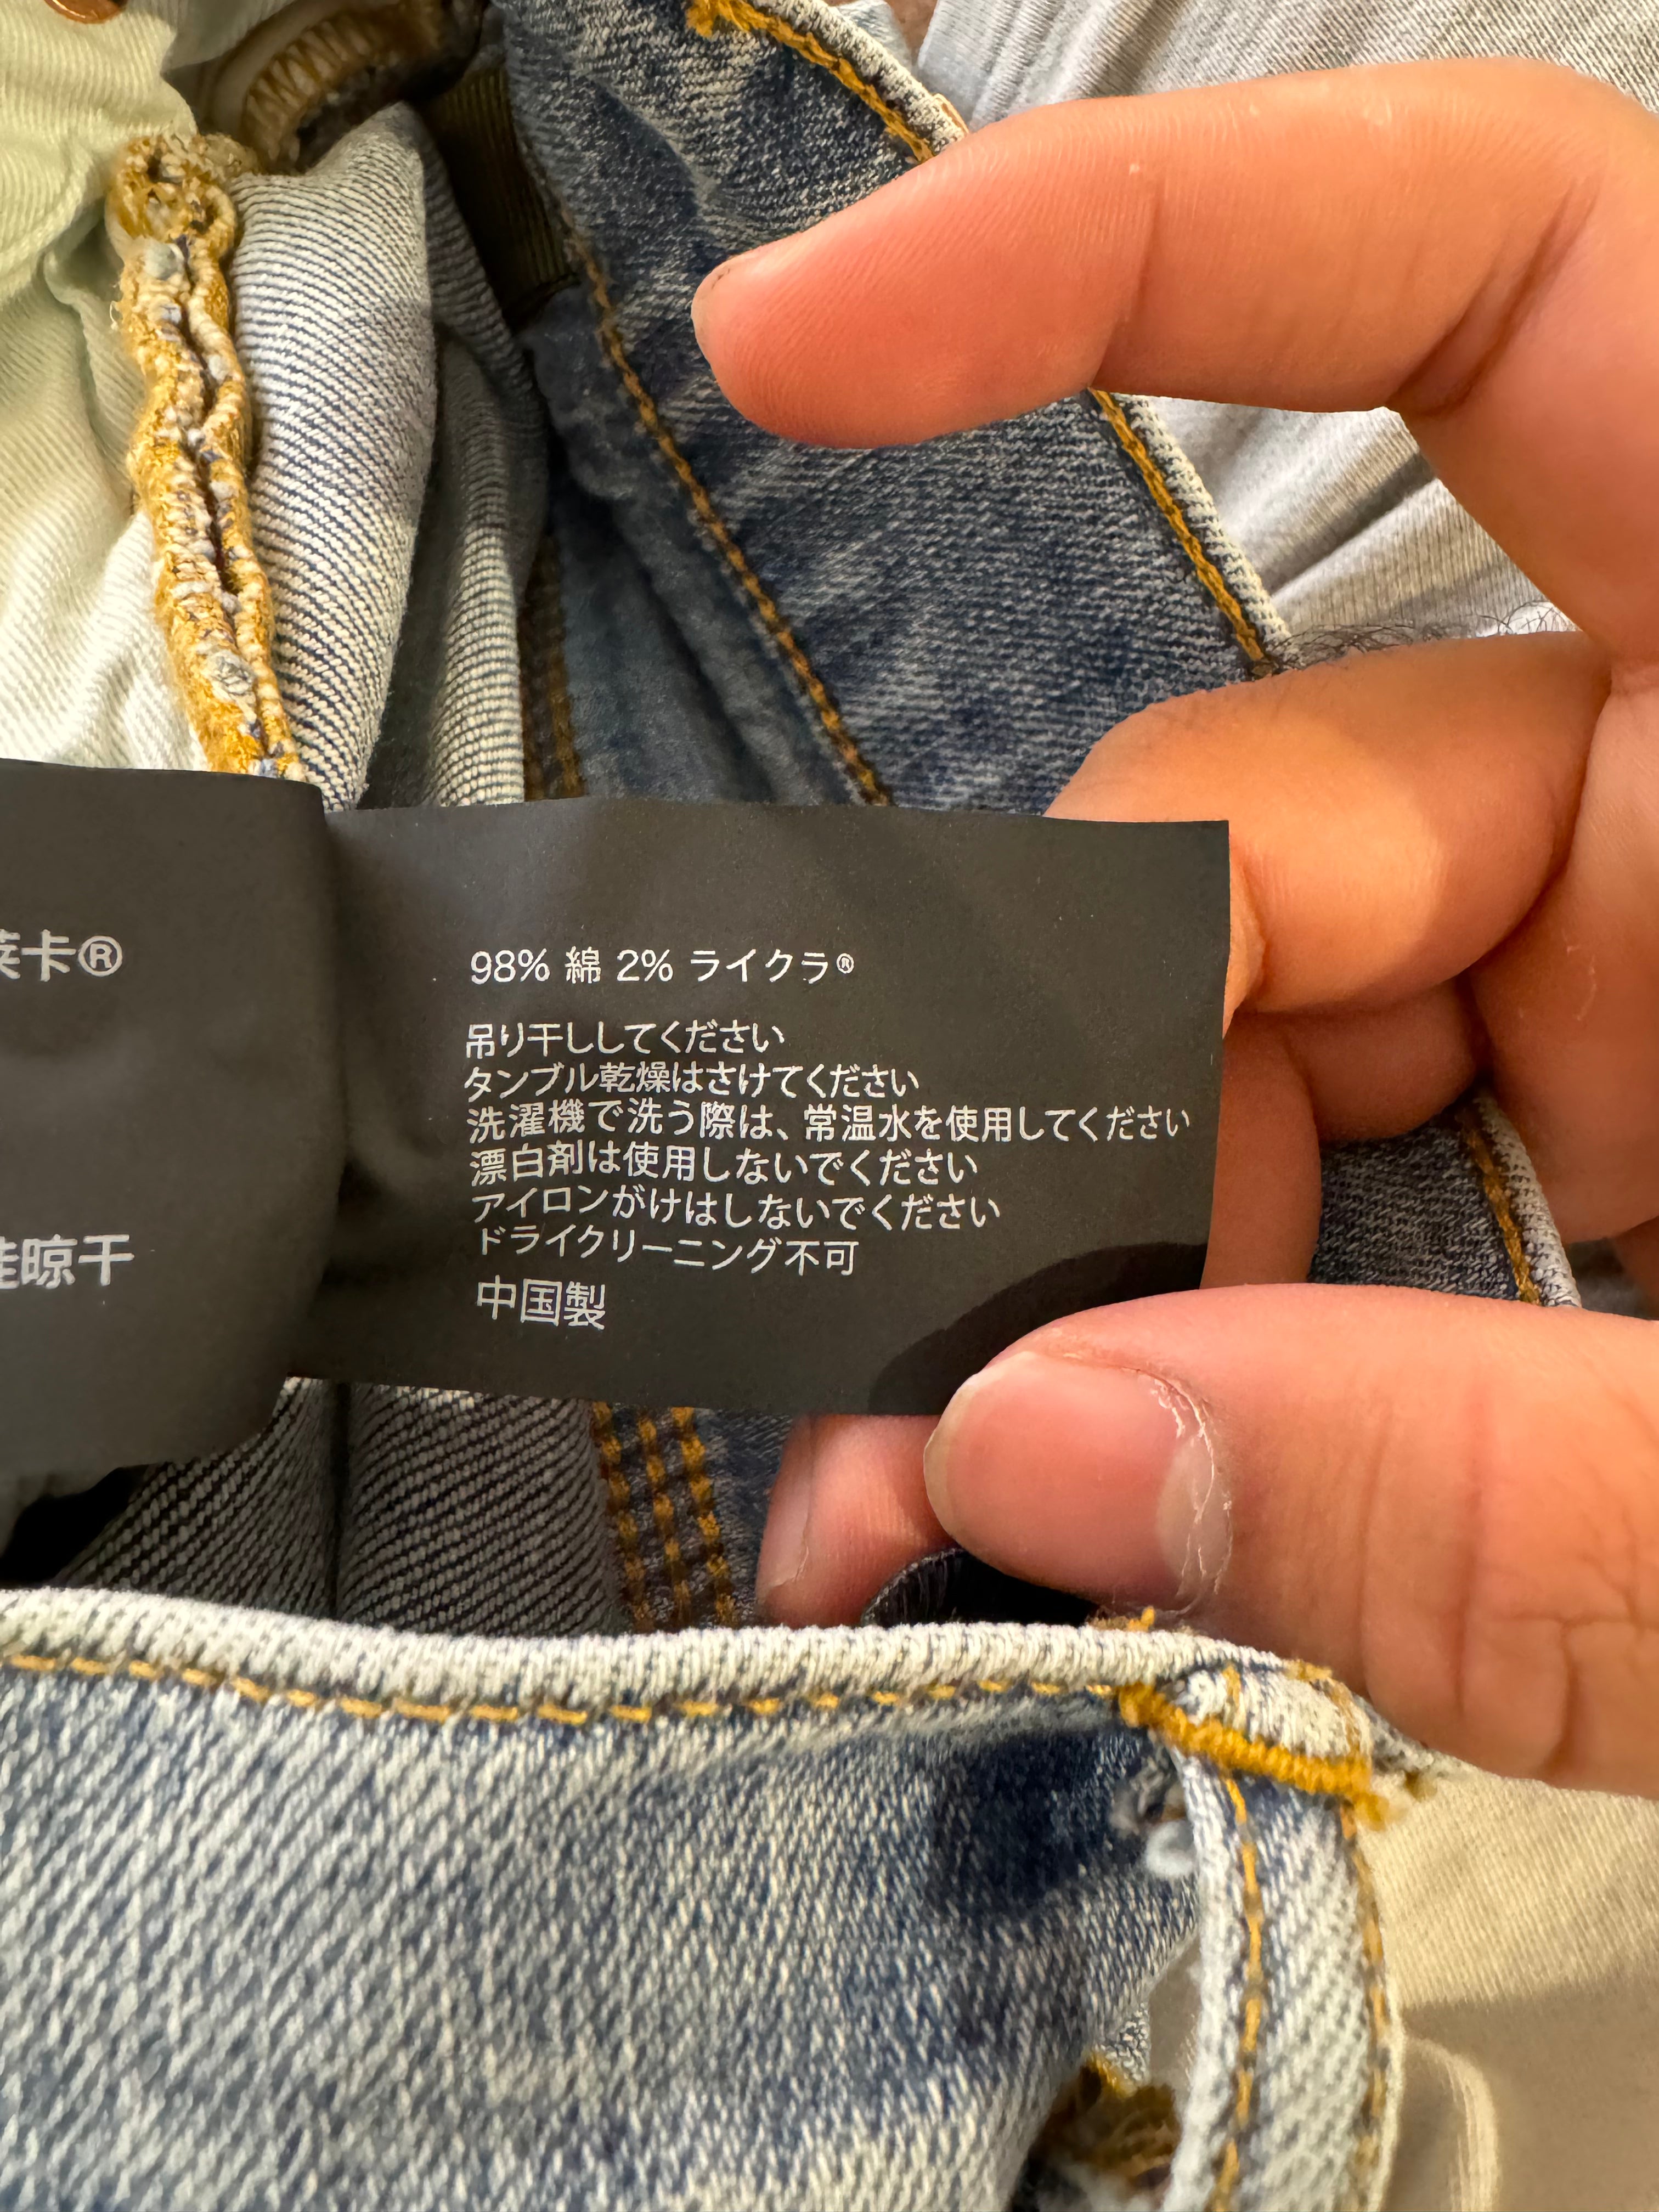 卡®
晾干
98% 綿 2% ライクラ®
吊り干ししてください
タンブル乾燥はさけてください
洗濯機で洗う際は、常温水を使用してください
漂白剤は使用しないでください
アイロンがけはしないでください
ドライクリーニング不可
中国製